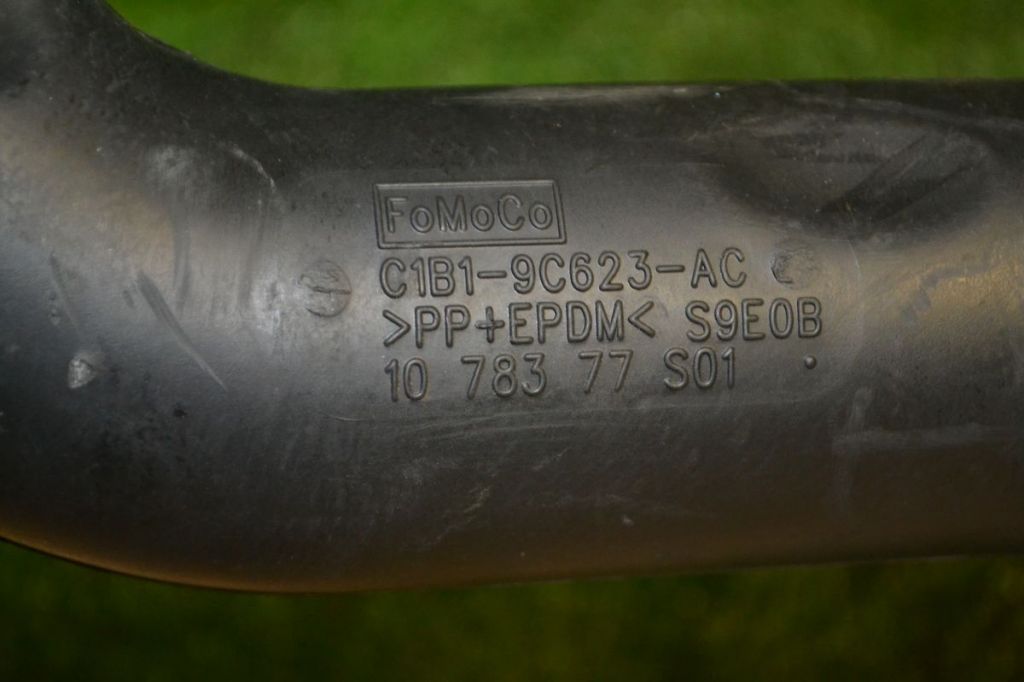 FoMoCo
C1B1-9C623-AC
>PP+EPDM< S9E0B
10 783 77 S01